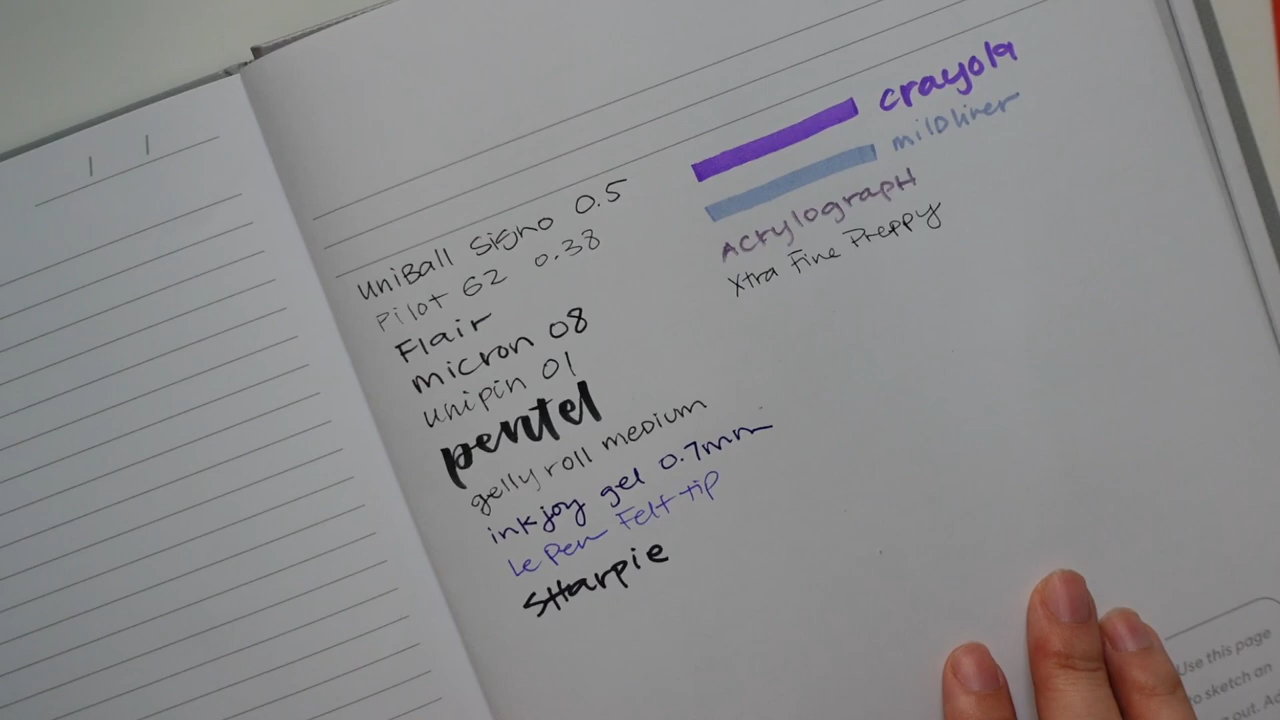 / /
uniBall Signo 0.5
Pilot G2 0.38
Flair
micron 08
unipin 01
pentel
gelly roll medium
inkjoy gel 0.7mm
Le Pen Felt tip
SHarpie
crayola
mildliner
Acrylograph
Xtra Fine Preppy
Use this page
to sketch an
out. Ad